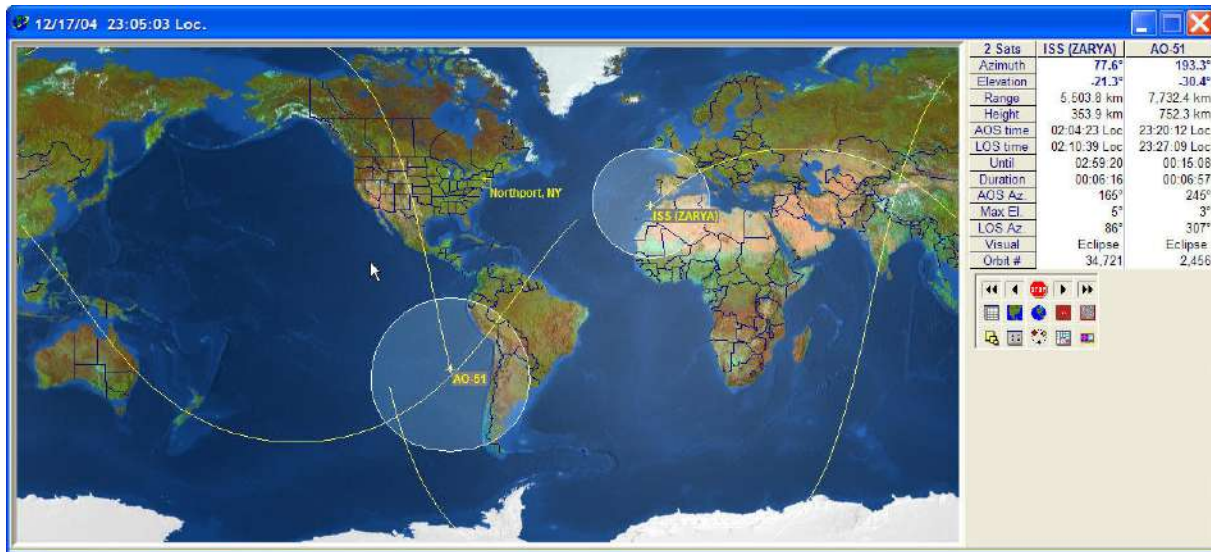 12/17/04 23:05:03 Loc.
2 Sats ISS (ZARYA) AO-51
Azimuth 77.6° 193.3°
Elevation -21.3° -30.4°
Range 5,503.8 km 7,732.4 km
Height 353.9 km 752.3 km
AOS time 02:04:23 Loc 23:20:12 Loc
LOS time 02:10:39 Loc 23:27:09 Loc
Until 02:59:20 00:15:08
Duration 00:06:16 00:06:57
AOS Az. 165° 245°
Max El. 5° 3°
LOS Az. 86° 307°
Visual Eclipse Eclipse
Orbit # 34,721 2,456
Northport, NY
ISS (ZARYA)
AO-51
STOP